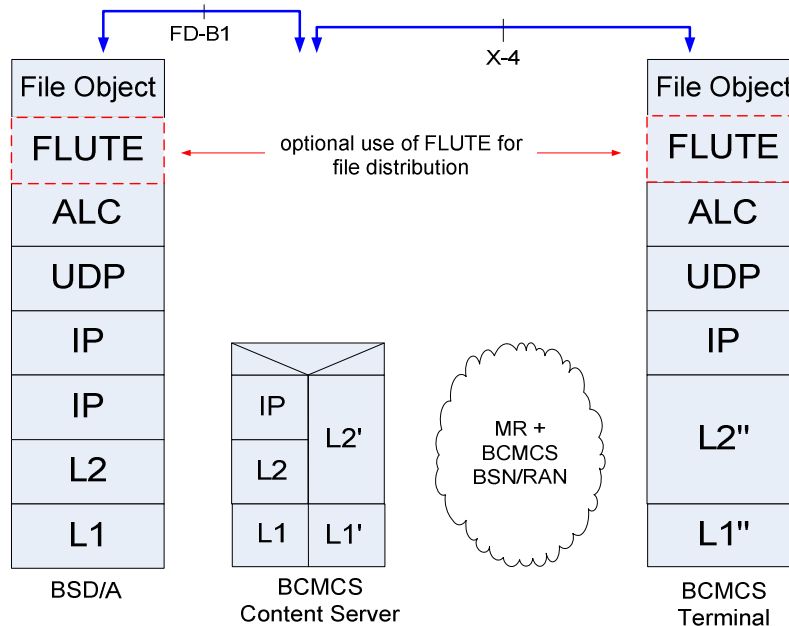 FD-B1
X-4
File Object
FLUTE
ALC
UDP
IP
IP
L2
L1
BSD/A
optional use of FLUTE for
file distribution
IP
L2
L1
L2'
L1'
BCMCS
Content Server
MR +
BCMCS
BSN/RAN
File Object
FLUTE
ALC
UDP
IP
L2"
L1"
BCMCS
Terminal